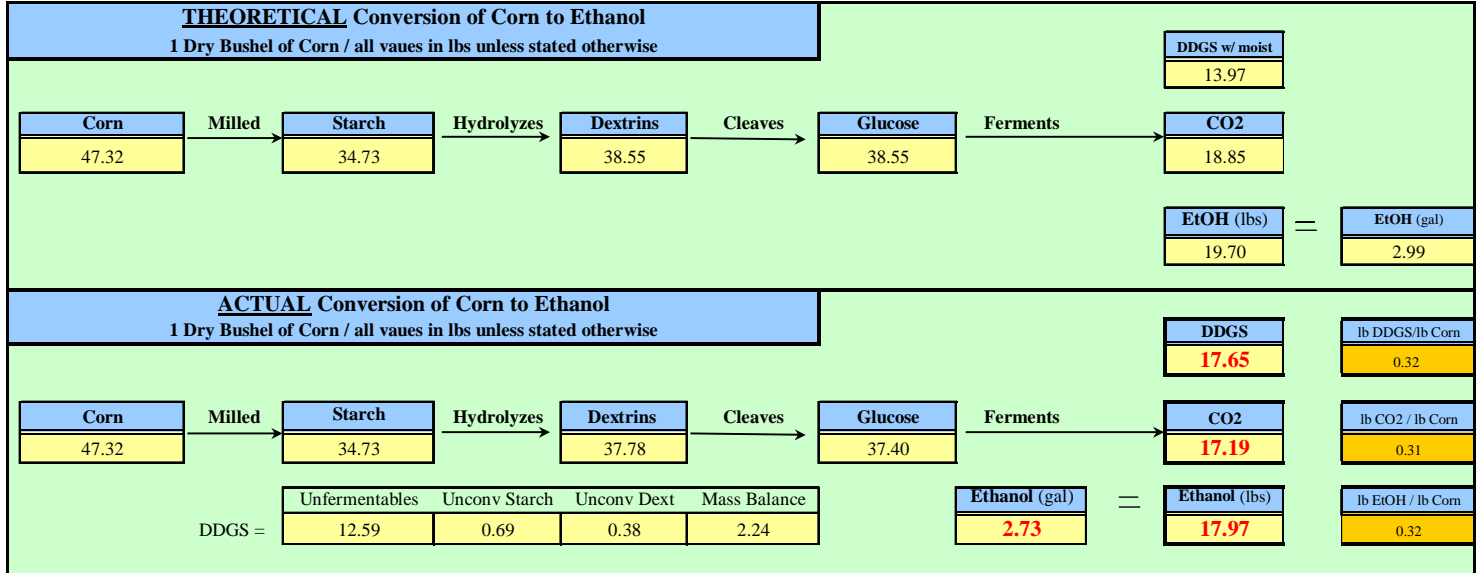 THEORETICAL Conversion of Corn to Ethanol
1 Dry Bushel of Corn / all vaues in lbs unless stated otherwise
DDGS w/ moist
13.97
Corn Milled Starch Hydrolyzes Dextrins Cleaves Glucose Ferments CO2
47.32 34.73 38.55 38.55 18.85
EtOH (lbs) = EtOH (gal)
19.70 2.99
ACTUAL Conversion of Corn to Ethanol
1 Dry Bushel of Corn / all vaues in lbs unless stated otherwise
DDGS lb DDGS/lb Corn
17.65 0.32
Corn Milled Starch Hydrolyzes Dextrins Cleaves Glucose Ferments CO2 lb CO2 / lb Corn
47.32 34.73 37.78 37.40 17.19 0.31
Unfermentables Unconv Starch Unconv Dext Mass Balance Ethanol (gal) = Ethanol (lbs) lb EtOH / lb Corn
DDGS = 12.59 0.69 0.38 2.24 2.73 17.97 0.32